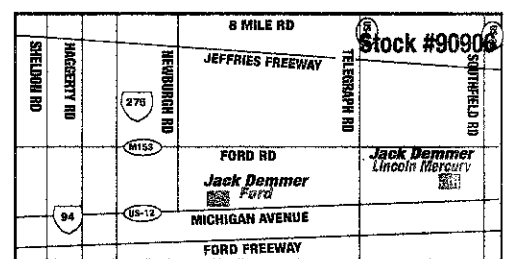 8 MILE RD
Stock #90906
JEFFRIES FREEWAY
SHELDON RD
HAGGERTY RD
NEWBURGH RD
TELEGRAPH RD
SOUTHFIELD RD
276
M153
FORD RD
Jack Demmer
Lincoln Mercury
Jack Demmer
Ford
94
US-12
MICHIGAN AVENUE
FORD FREEWAY